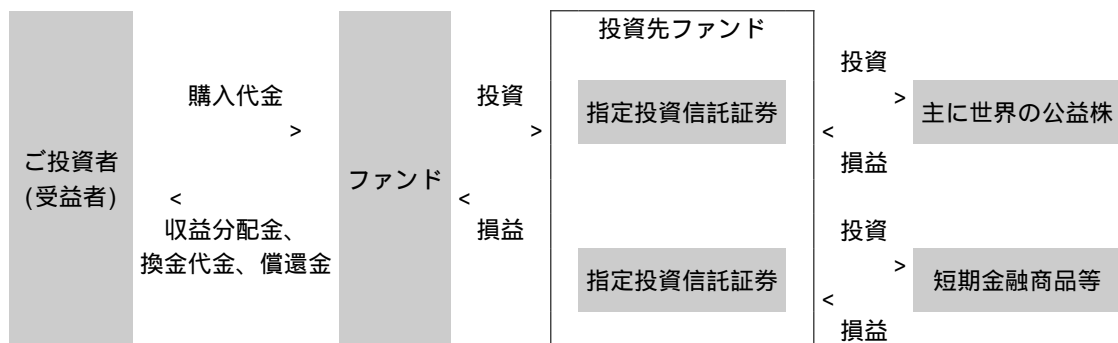 投資先ファンド
ご投資者
(受益者)
購入代金
>
<
収益分配金、
換金代金、償還金
ファンド
投資
>
<
損益
指定投資信託証券
投資
>
<
損益
主に世界の公益株
指定投資信託証券
投資
>
<
損益
短期金融商品等